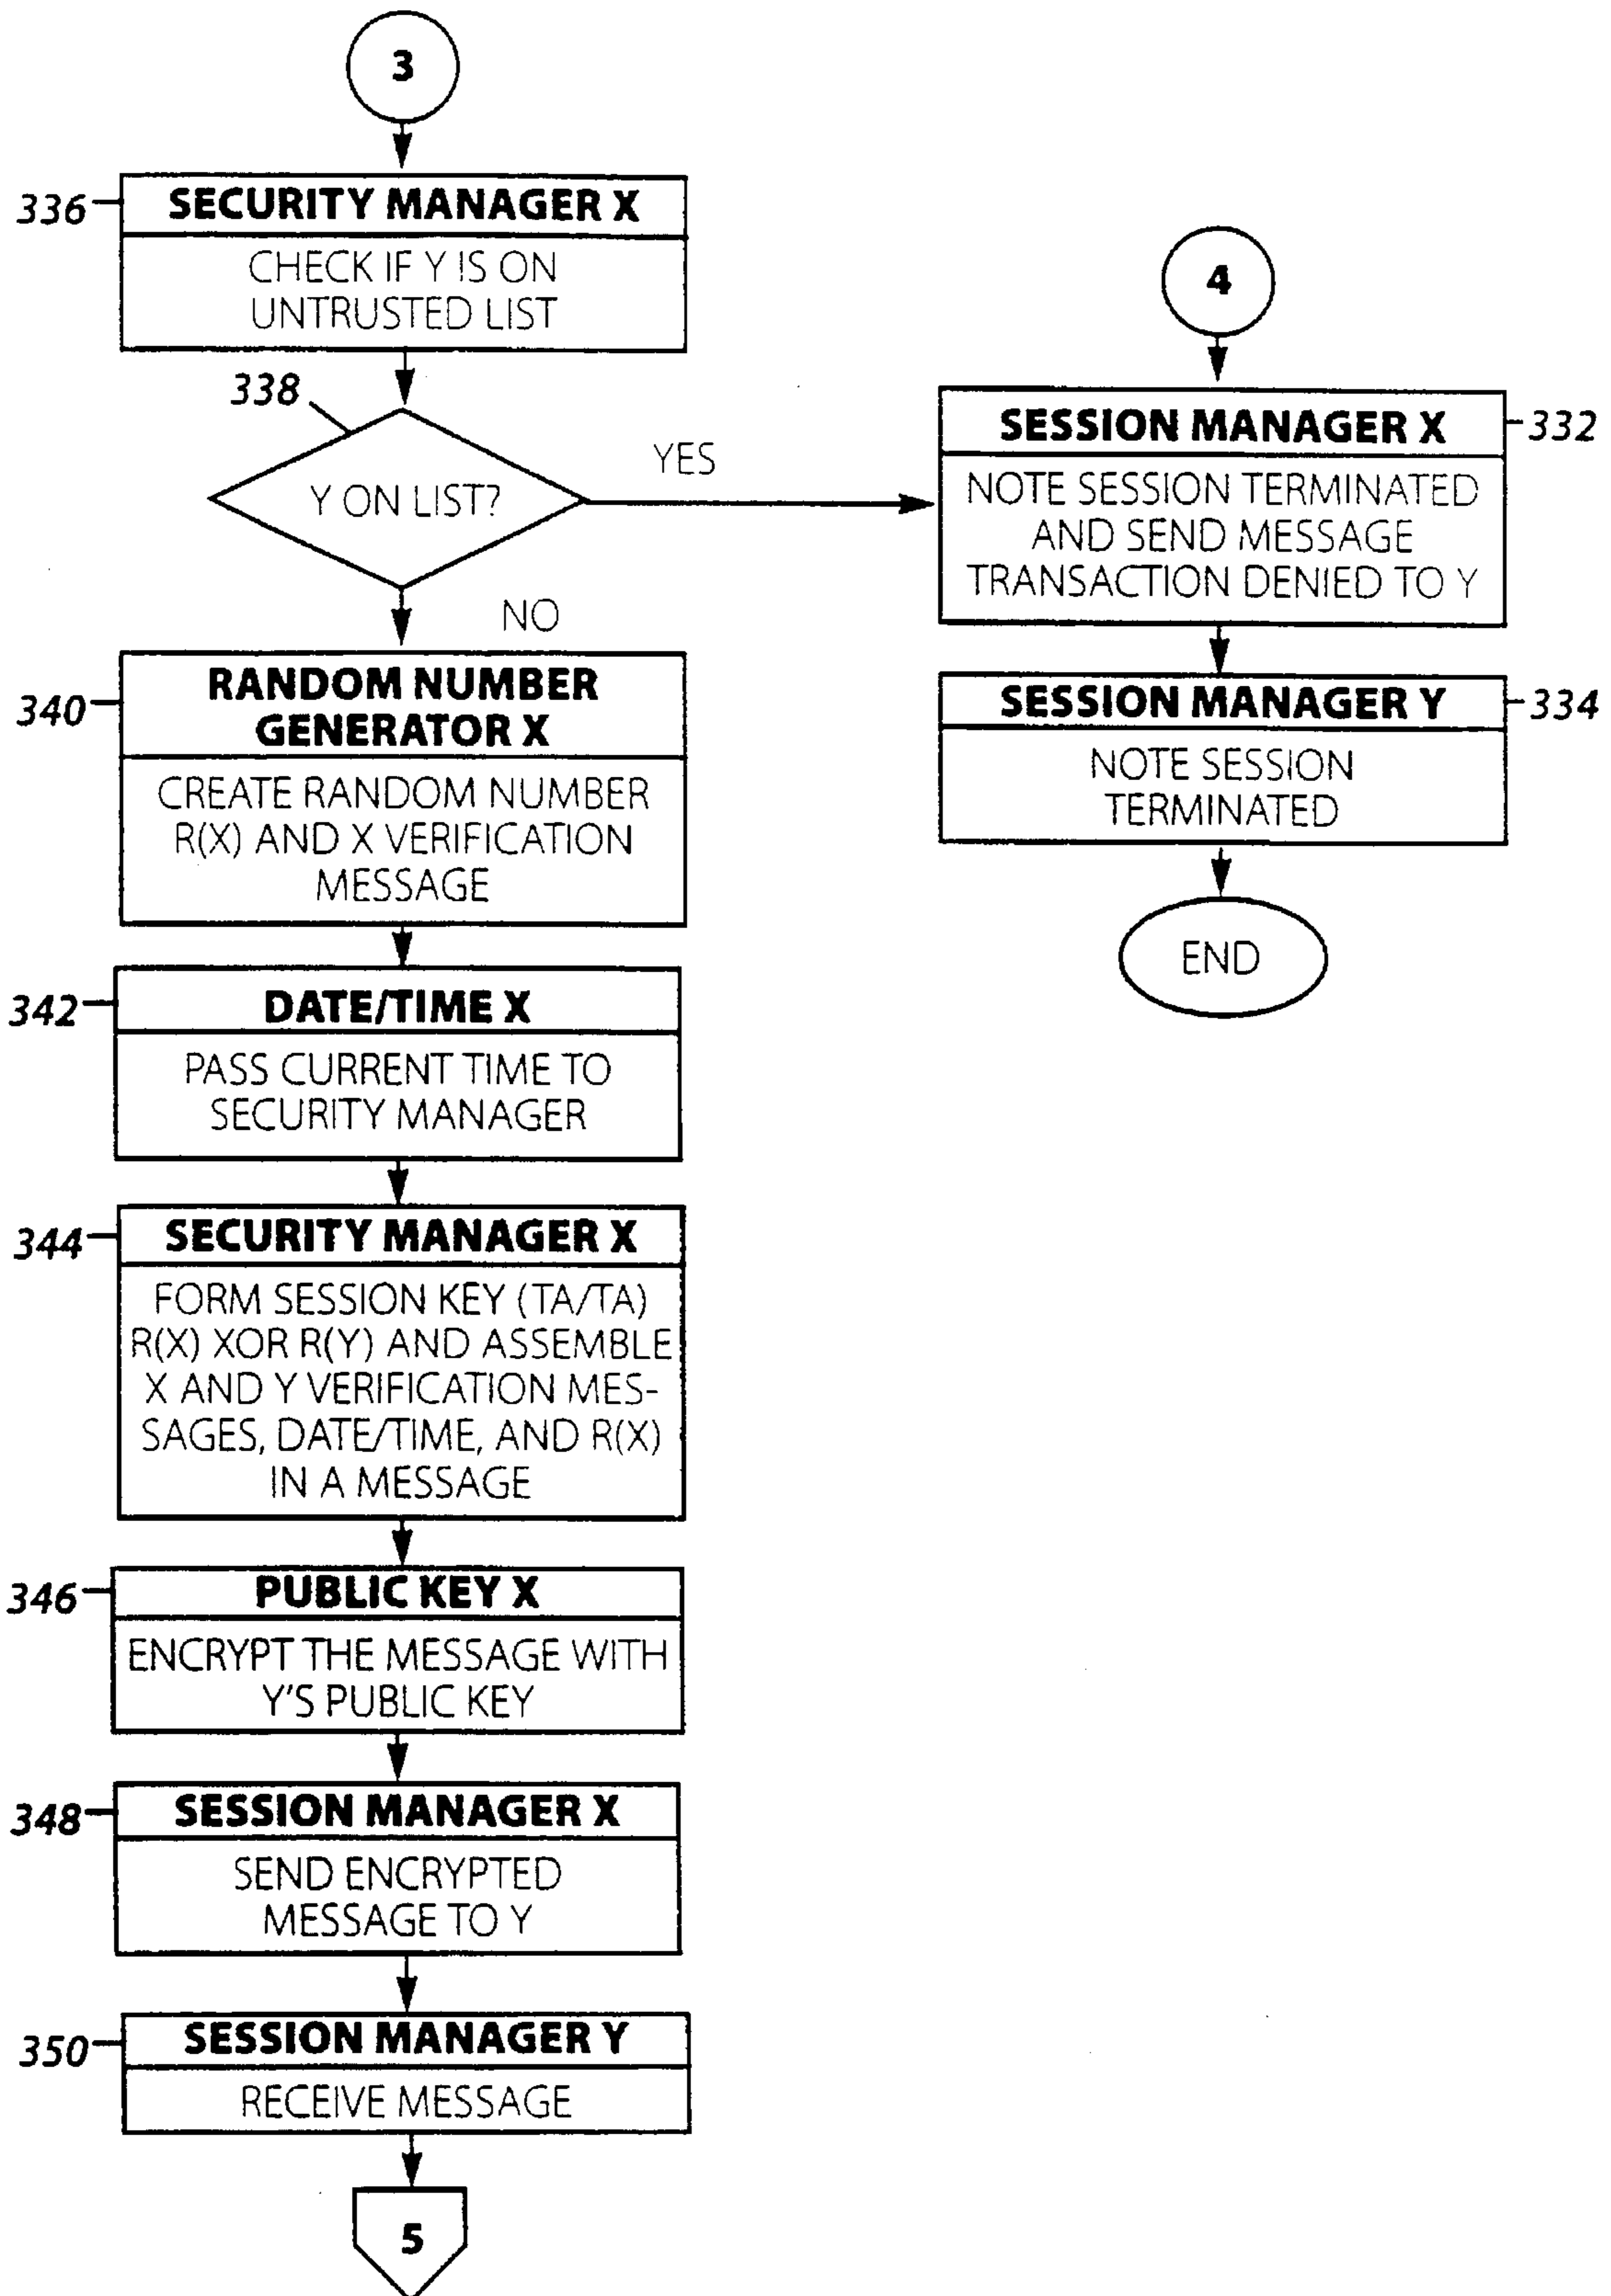 3
336
SECURITY MANAGER X
CHECK IF Y IS ON
UNTRUSTED LIST
338
Y ON LIST?
YES
NO
340
RANDOM NUMBER
GENERATOR X
CREATE RANDOM NUMBER
R(X) AND X VERIFICATION
MESSAGE
342
DATE/TIME X
PASS CURRENT TIME TO
SECURITY MANAGER
344
SECURITY MANAGER X
FORM SESSION KEY (TA/TA)
R(X) XOR R(Y) AND ASSEMBLE
X AND Y VERIFICATION MES-
SAGES, DATE/TIME, AND R(X)
IN A MESSAGE
346
PUBLIC KEY X
ENCRYPT THE MESSAGE WITH
Y'S PUBLIC KEY
348
SESSION MANAGER X
SEND ENCRYPTED
MESSAGE TO Y
350
SESSION MANAGER Y
RECEIVE MESSAGE
5
4
SESSION MANAGER X
332
NOTE SESSION TERMINATED
AND SEND MESSAGE
TRANSACTION DENIED TO Y
SESSION MANAGER Y
334
NOTE SESSION
TERMINATED
END